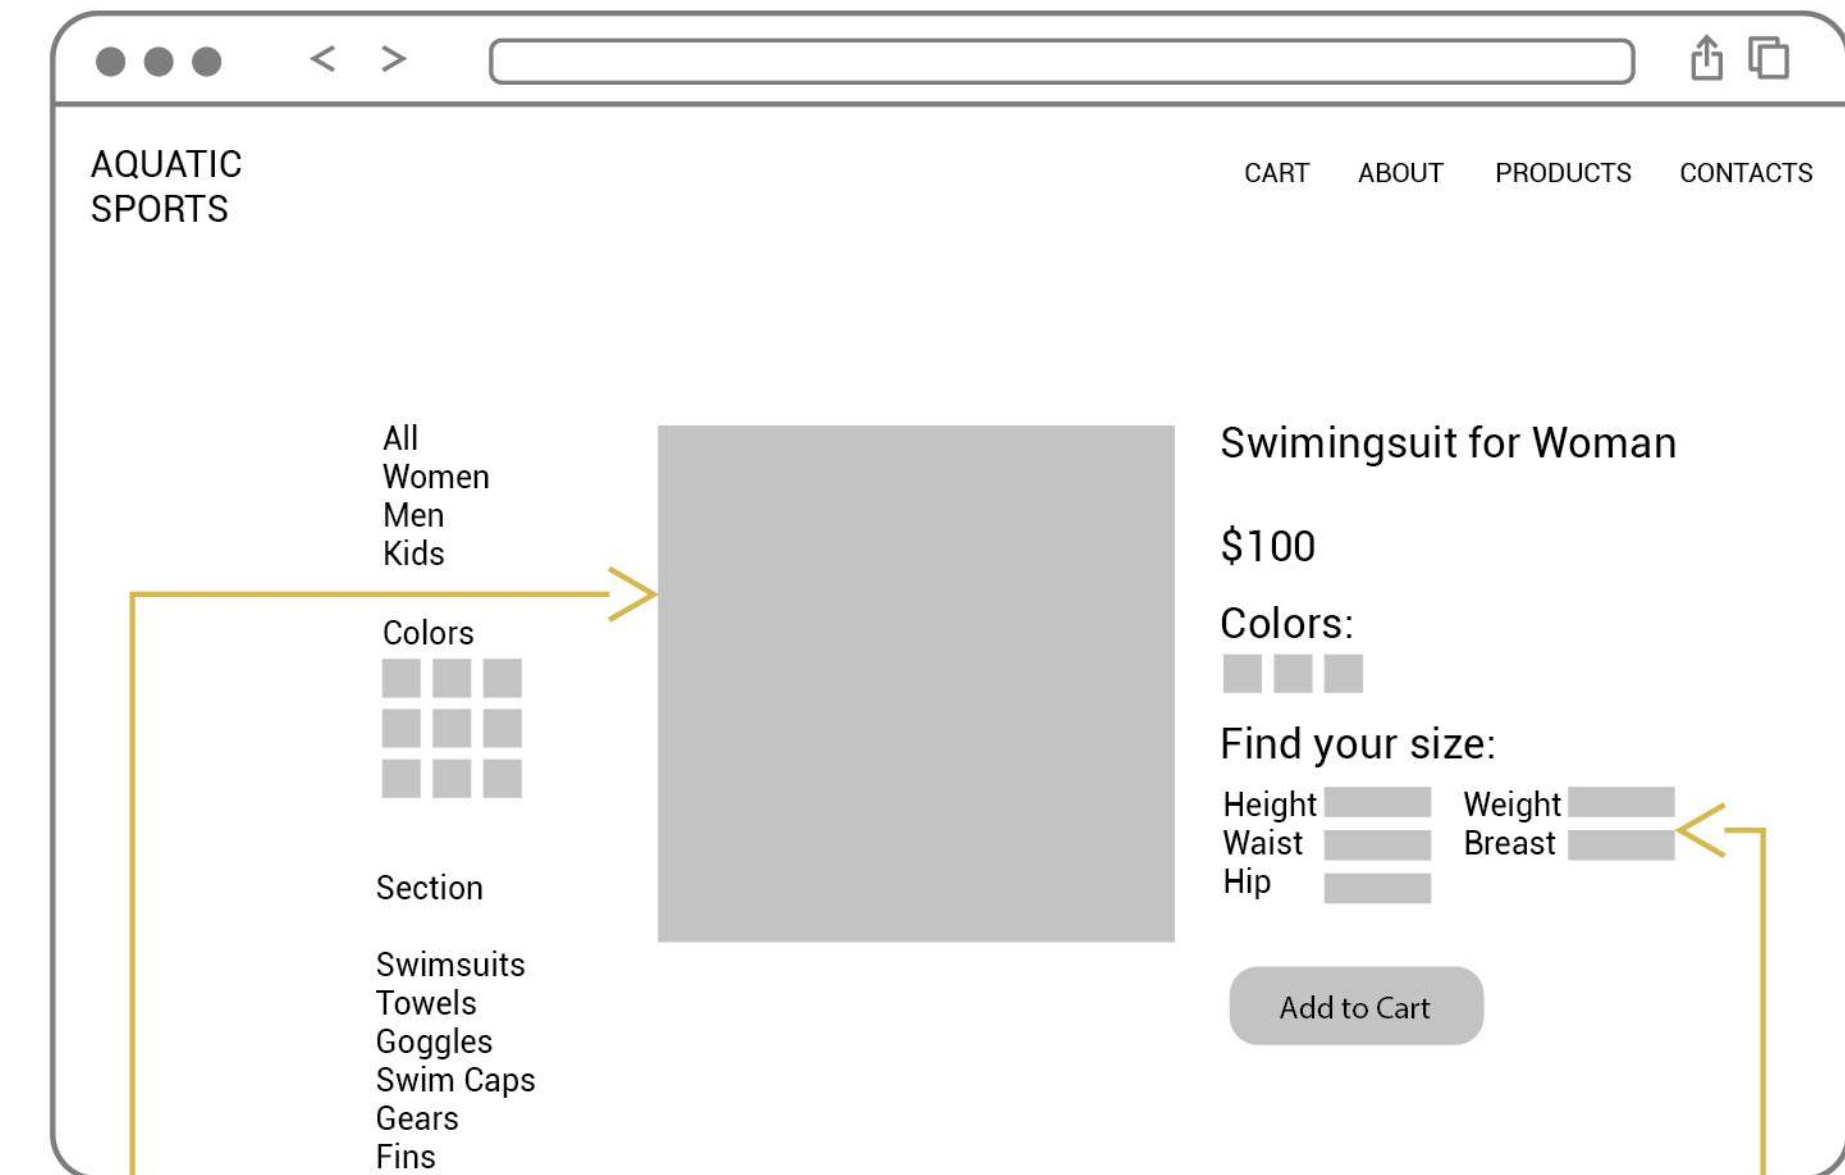 AQUATIC
SPORTS
CART ABOUT PRODUCTS CONTACTS
All
Women
Men
Kids
Colors
Section
Swimsuits
Towels
Goggles
Swim Caps
Gears
Fins
Swimingsuit for Woman
$100
Colors:
Find your size:
Height Weight
Waist Breast
Hip
Add to Cart